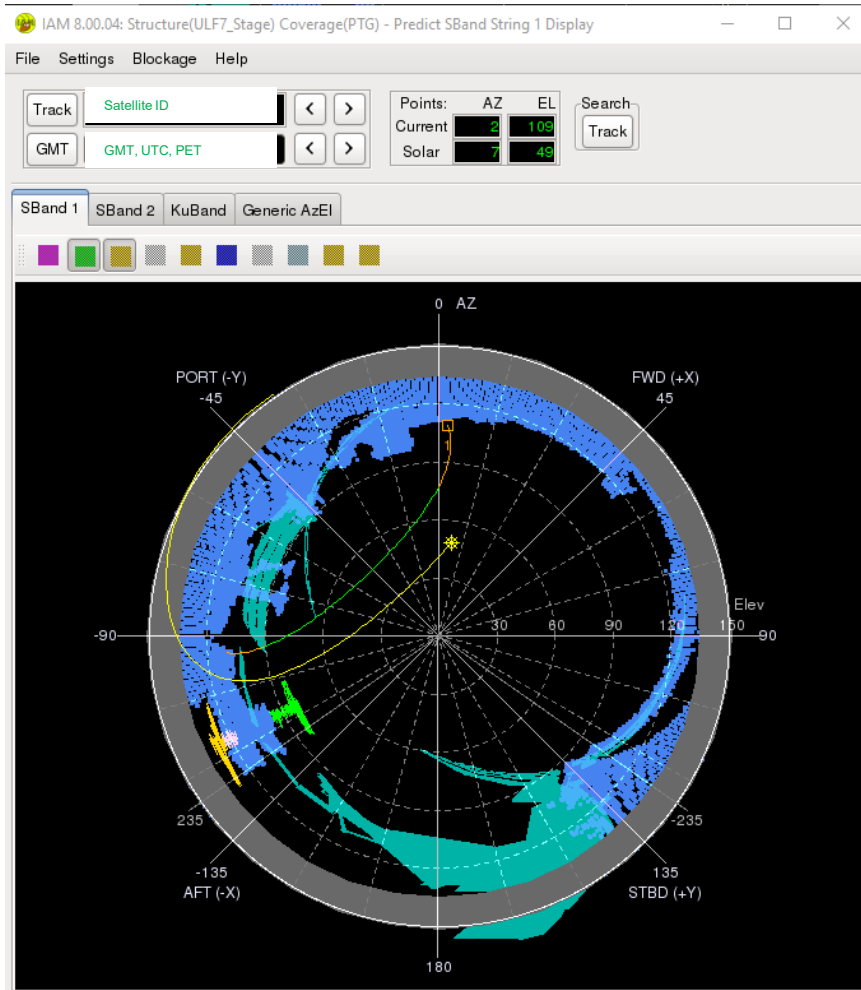 IAM 8.00.04: Structure(ULF7_Stage) Coverage(PTG) - Predict SBand String 1 Display
File Settings Blockage Help
Track Satellite ID < > Points: AZ EL Search
Current 2 109 Track
GMT GMT, UTC, PET < > Solar 7 49
SBand 1 SBand 2 KuBand Generic AzEl
0 AZ
PORT (-Y) FWD (+X)
-45 45
1
Elev
-90 30 60 90 120 150 90
235 -235
-135 135
AFT (-X) STBD (+Y)
180